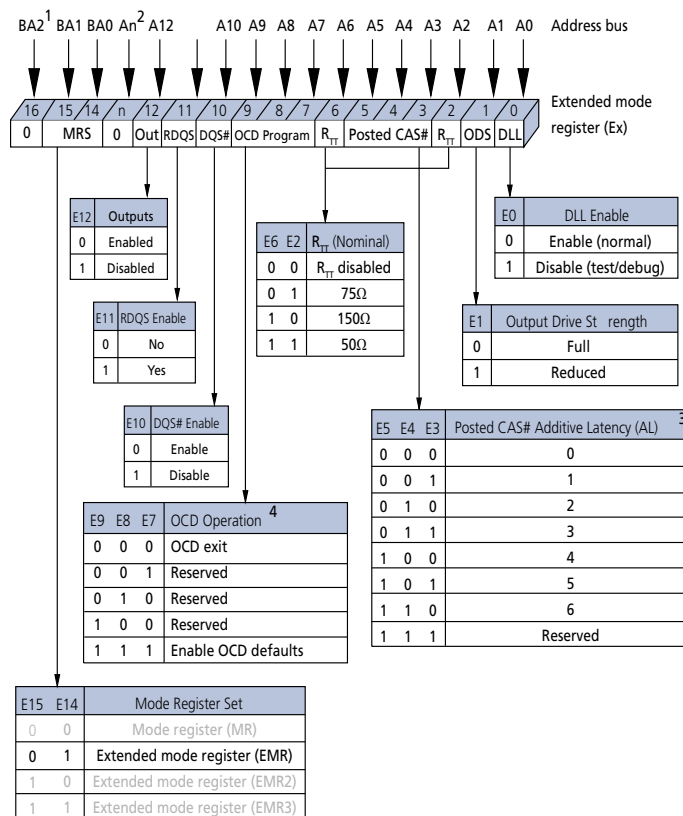 BA2¹ BA1 BA0 An² A12 A10 A9 A8 A7 A6 A5 A4 A3 A2 A1 A0 Address bus
16 15 14 n 12 11 10 9 8 7 6 5 4 3 2 1 0
Extended mode
register (Ex)
0 MRS 0 Out RDQS DQS# OCD Program RTT Posted CAS# RTT ODS DLL
E12 Outputs
0 Enabled
1 Disabled
E11 RDQS Enable
0 No
1 Yes
E10 DQS# Enable
0 Enable
1 Disable
E6 E2 RTT (Nominal)
0 0 RTT disabled
0 1 75Ω
1 0 150Ω
1 1 50Ω
E0 DLL Enable
0 Enable (normal)
1 Disable (test/debug)
E1 Output Drive St rength
0 Full
1 Reduced
E5 E4 E3 Posted CAS# Additive Latency (AL) 3
0 0 0 0
0 0 1 1
0 1 0 2
0 1 1 3
1 0 0 4
1 0 1 5
1 1 0 6
1 1 1 Reserved
E9 E8 E7 OCD Operation 4
0 0 0 OCD exit
0 0 1 Reserved
0 1 0 Reserved
1 0 0 Reserved
1 1 1 Enable OCD defaults
E15 E14 Mode Register Set
0 0 Mode register (MR)
0 1 Extended mode register (EMR)
1 0 Extended mode register (EMR2)
1 1 Extended mode register (EMR3)